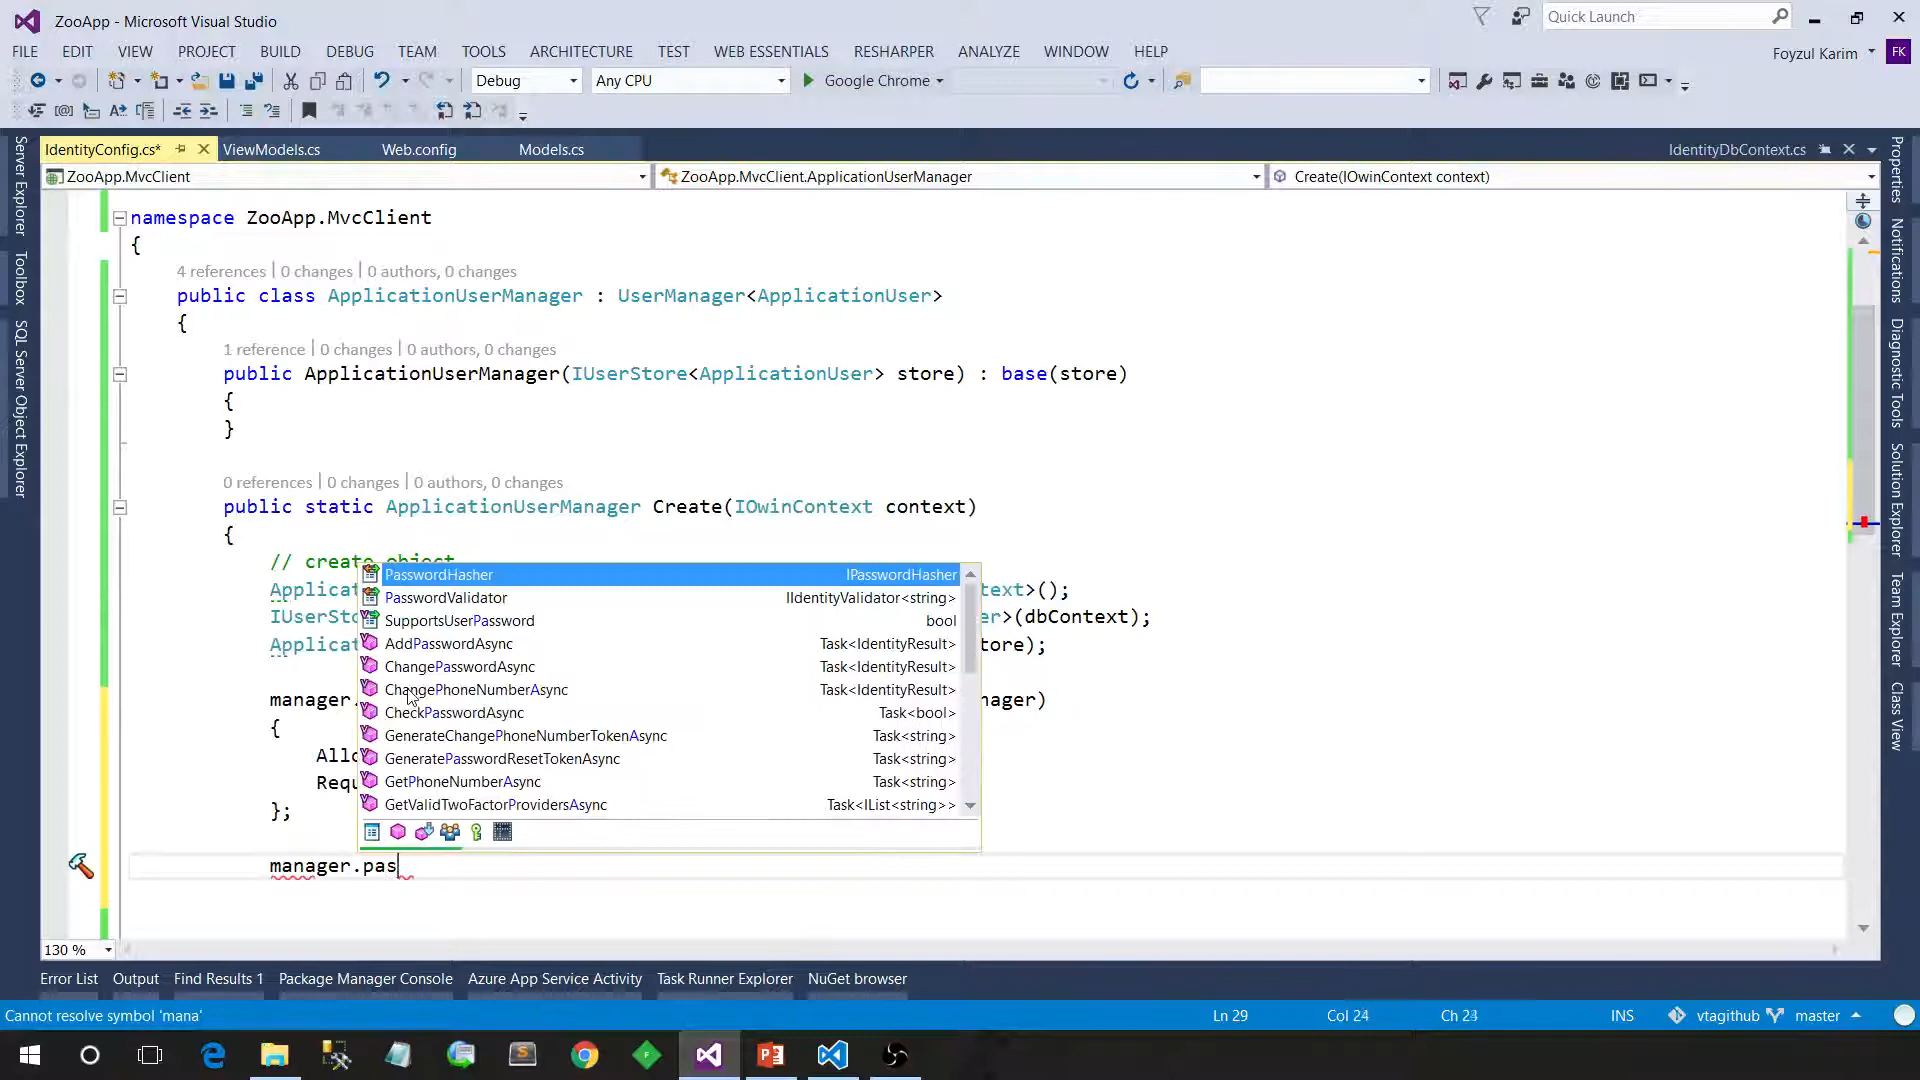 ZooApp - Microsoft Visual Studio
Quick Launch
FILE EDIT VIEW PROJECT BUILD DEBUG TEAM TOOLS ARCHITECTURE TEST WEB ESSENTIALS RESHARPER ANALYZE WINDOW HELP
Foyzul Karim FK
Debug Any CPU Google Chrome
IdentityConfig.cs* ViewModels.cs Web.config Models.cs IdentityDbContext.cs
ZooApp.MvcClient ZooApp.MvcClient.ApplicationUserManager Create(IOwinContext context)
Server Explorer
Toolbox
SQL Server Object Explorer
namespace ZooApp.MvcClient
{
4 references | 0 changes | 0 authors, 0 changes
public class ApplicationUserManager : UserManager<ApplicationUser>
{
1 reference | 0 changes | 0 authors, 0 changes
public ApplicationUserManager(IUserStore<ApplicationUser> store) : base(store)
{
}
0 references | 0 changes | 0 authors, 0 changes
public static ApplicationUserManager Create(IOwinContext context)
{
// create object
Applicat text>();
IUserSto er>(dbContext);
Applicat tore);
manager. nager)
{
Allo
Requ
};
manager.pas
PasswordHasher IPasswordHasher
PasswordValidator IIdentityValidator<string>
SupportsUserPassword bool
AddPasswordAsync Task<IdentityResult>
ChangePasswordAsync Task<IdentityResult>
ChangePhoneNumberAsync Task<IdentityResult>
CheckPasswordAsync Task<bool>
GenerateChangePhoneNumberTokenAsync Task<string>
GeneratePasswordResetTokenAsync Task<string>
GetPhoneNumberAsync Task<string>
GetValidTwoFactorProvidersAsync Task<IList<string>>
Properties
Notifications
Diagnostic Tools
Solution Explorer
Team Explorer
Class View
130 %
Error List Output Find Results 1 Package Manager Console Azure App Service Activity Task Runner Explorer NuGet browser
Cannot resolve symbol 'mana' Ln 29 Col 24 Ch 23 INS vtagithub master